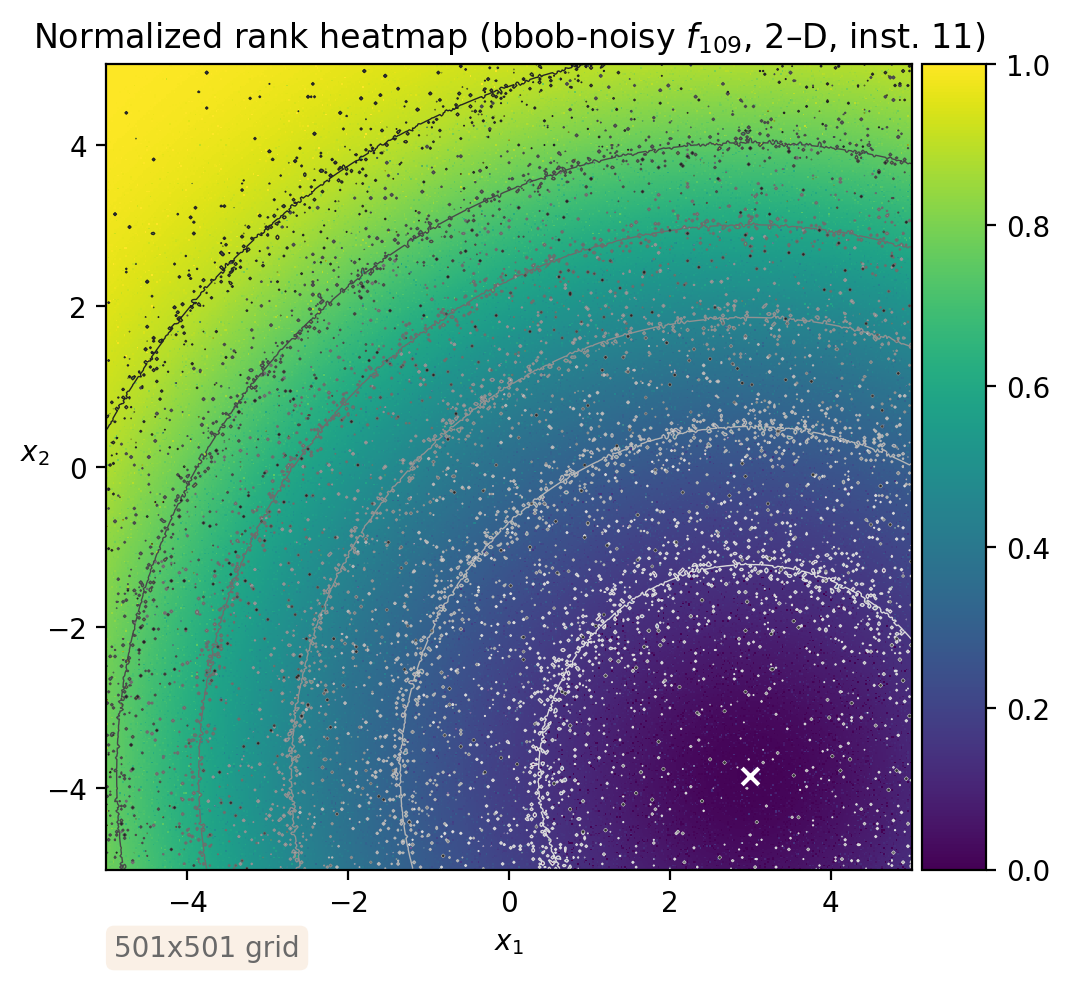 Normalized rank heatmap (bbob-noisy f₁₀₉, 2–D, inst. 11)
1.0
4
0.8
2
0.6
x₂
0
0.4
−2
0.2
−4
0.0
−4 −2 0 2 4
x₁
501x501 grid